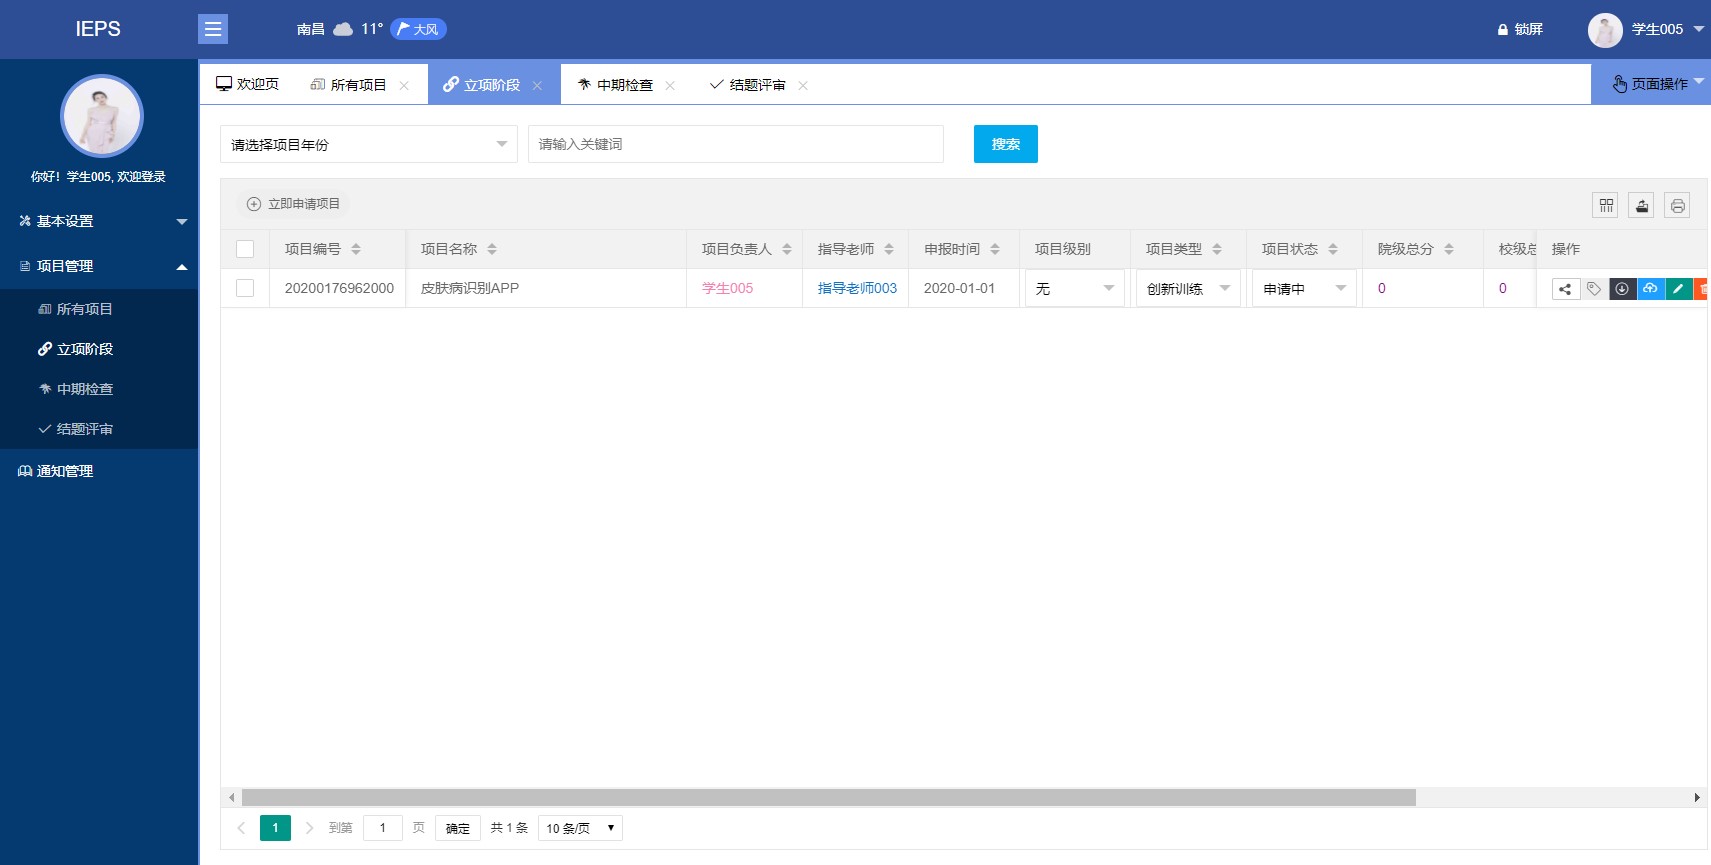 IEPS
南昌 11° 大风
锁屏 学生005
你好！学生005, 欢迎登录
基本设置
项目管理
所有项目
立项阶段
中期检查
结题评审
通知管理
欢迎页 所有项目 立项阶段 中期检查 结题评审 页面操作
请选择项目年份 请输入关键词 搜索
立即申请项目
项目编号 项目名称 项目负责人 指导老师 申报时间 项目级别 项目类型 项目状态 院级总分 校级总 操作
20200176962000 皮肤病识别APP 学生005 指导老师003 2020-01-01 无 创新训练 申请中 0 0
1 到第 1 页 确定 共 1 条 10 条/页